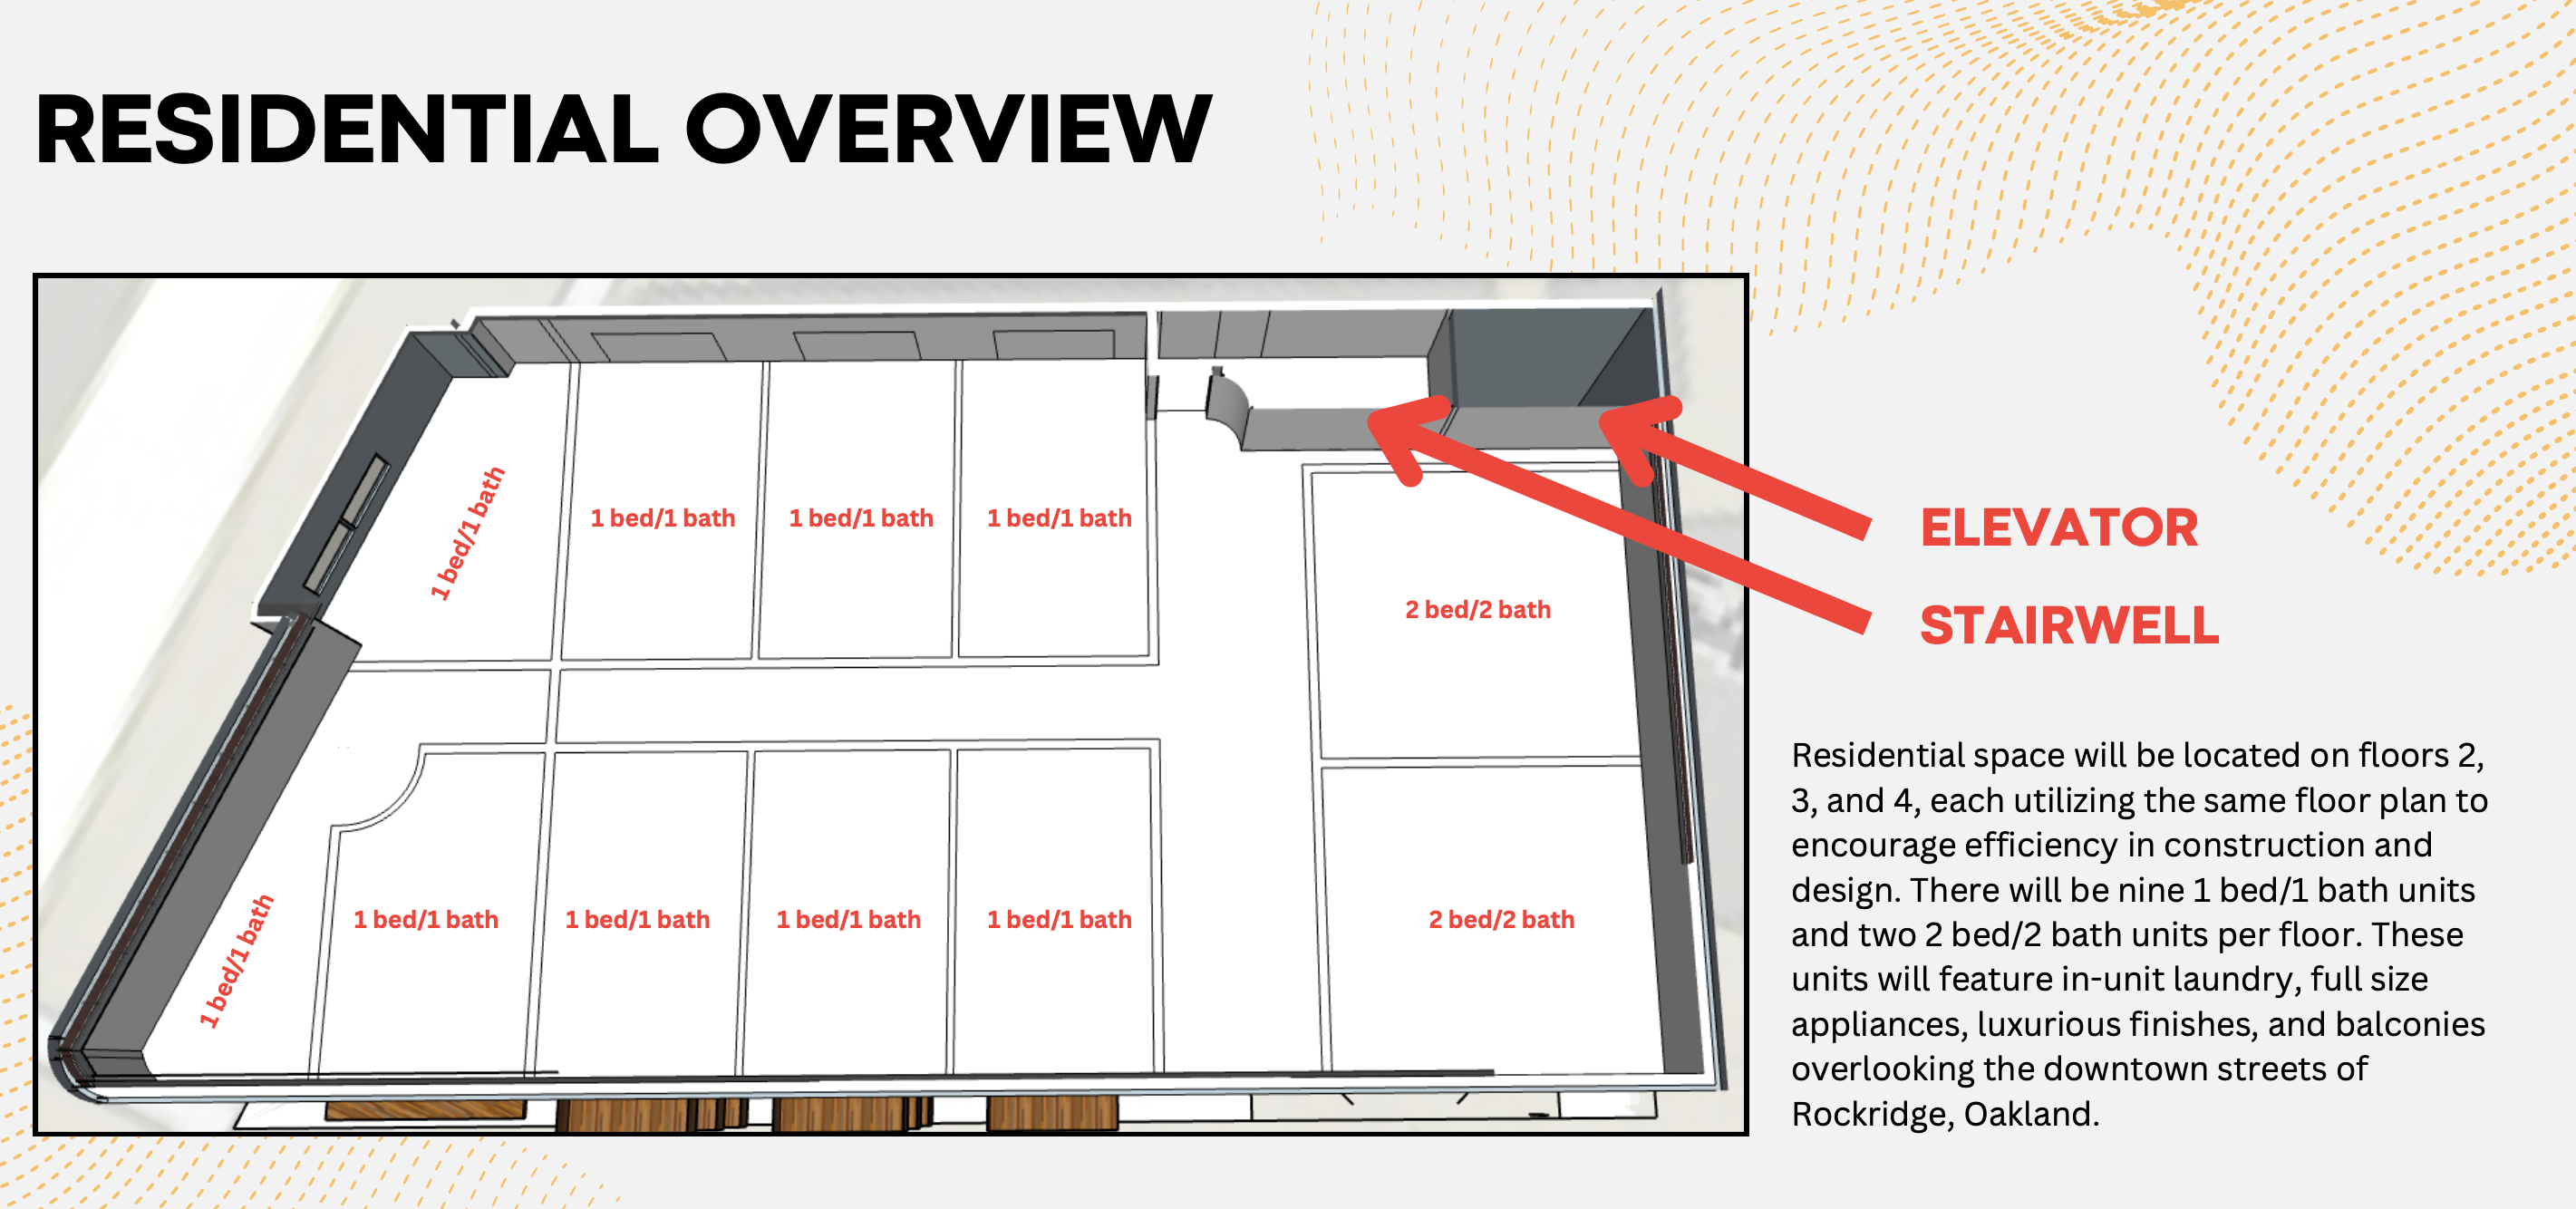 RESIDENTIAL OVERVIEW
1 bed/1 bath
1 bed/1 bath
1 bed/1 bath
1 bed/1 bath
2 bed/2 bath
1 bed/1 bath
1 bed/1 bath
1 bed/1 bath
1 bed/1 bath
1 bed/1 bath
2 bed/2 bath
ELEVATOR
STAIRWELL
Residential space will be located on floors 2,
3, and 4, each utilizing the same floor plan to
encourage efficiency in construction and
design. There will be nine 1 bed/1 bath units
and two 2 bed/2 bath units per floor. These
units will feature in-unit laundry, full size
appliances, luxurious finishes, and balconies
overlooking the downtown streets of
Rockridge, Oakland.